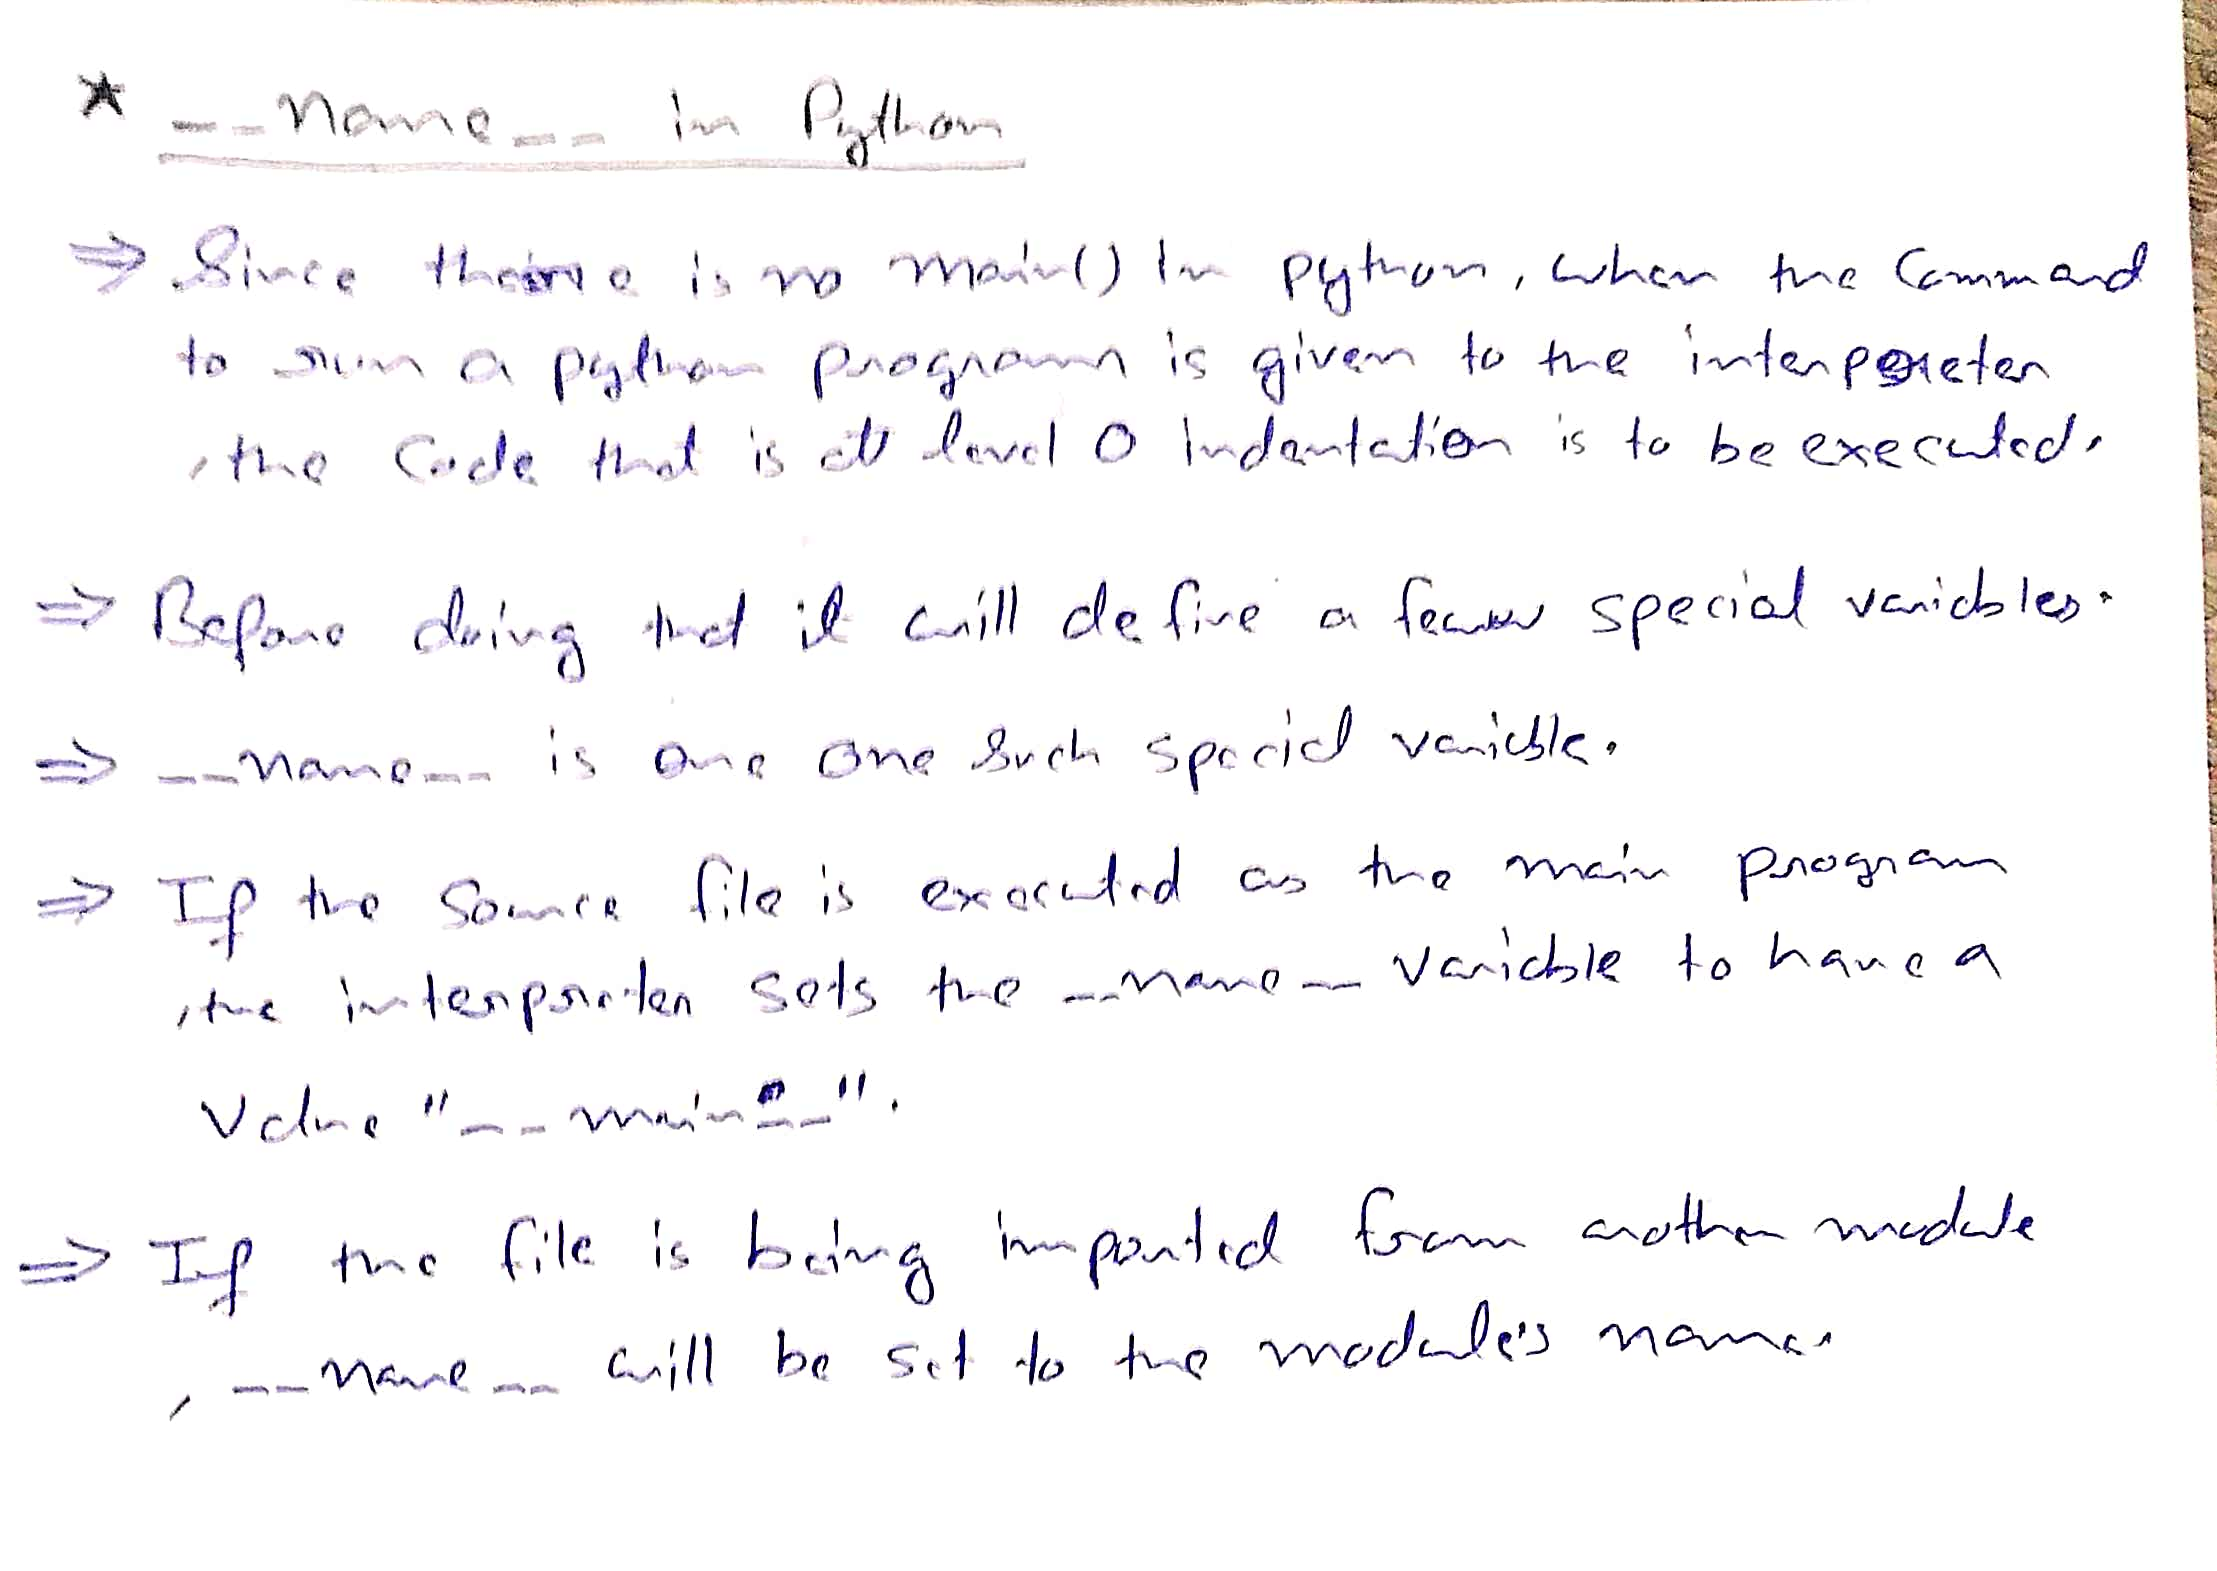 * __name__ in Python
⇒ Since there is no main() In python, when the Command
to run a python program is given to the interpreter
, the Code that is at level 0 Indentation is to be executed.
⇒ Before doing that it will define a few special variables.
⇒ __name__ is one one Such special variable.
⇒ If the Source file is executed as the main program
, the interpreter sets the __name__ variable to have a
Value "__main__".
⇒ If the file is being imported from another module
, __name__ will be set to the module's name.